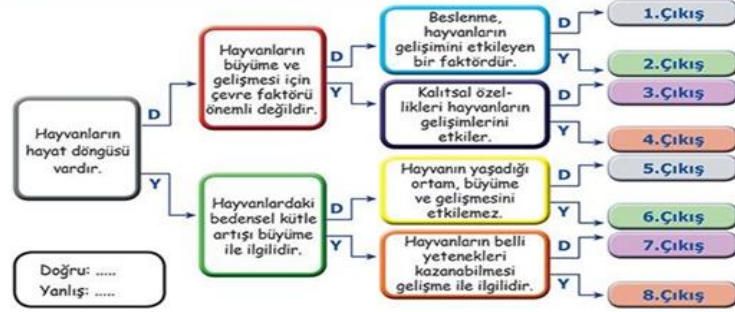 Hayvanların
hayat döngüsü
vardır.
D
Y
Hayvanların
büyüme ve
gelişmesi için
çevre faktörü
önemli değildir.
D
Y
Hayvanlardaki
bedensel kütle
artışı büyüme
ile ilgilidir.
D
Y
Beslenme,
hayvanların
gelişimini etkileyen
bir faktördür.
D
Y
Kalıtsal özel-
likleri hayvanların
gelişimlerini
etkiler.
D
Y
Hayvanın yaşadığı
ortam, büyüme
ve gelişmesini
etkilemez.
D
Y
Hayvanların belli
yetenekleri
kazanabilmesi
gelişme ile ilgilidir.
D
Y
1.Çıkış
2.Çıkış
3.Çıkış
4.Çıkış
5.Çıkış
6.Çıkış
7.Çıkış
8.Çıkış
Doğru: .....
Yanlış: .....